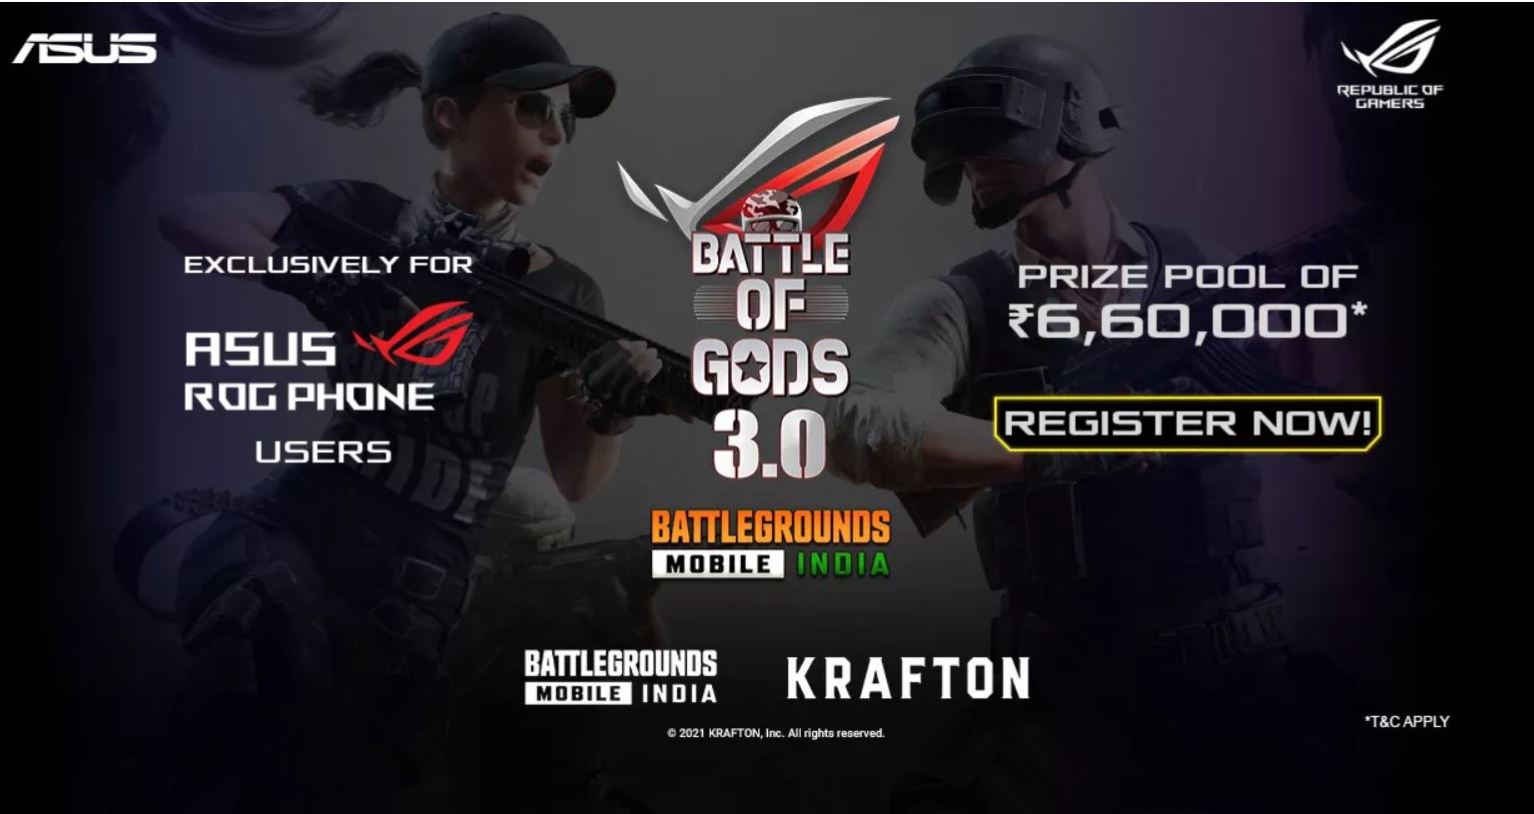 ASUS
REPUBLIC OF
GAMERS
EXCLUSIVELY FOR
ASUS
ROG PHONE
USERS
BATTLE
OF
GODS
3.0
BATTLEGROUNDS
MOBILE INDIA
PRIZE POOL OF
₹6,60,000*
REGISTER NOW!
BATTLEGROUNDS
MOBILE INDIA
KRAFTON
© 2021 KRAFTON, Inc. All rights reserved.
*T&C APPLY